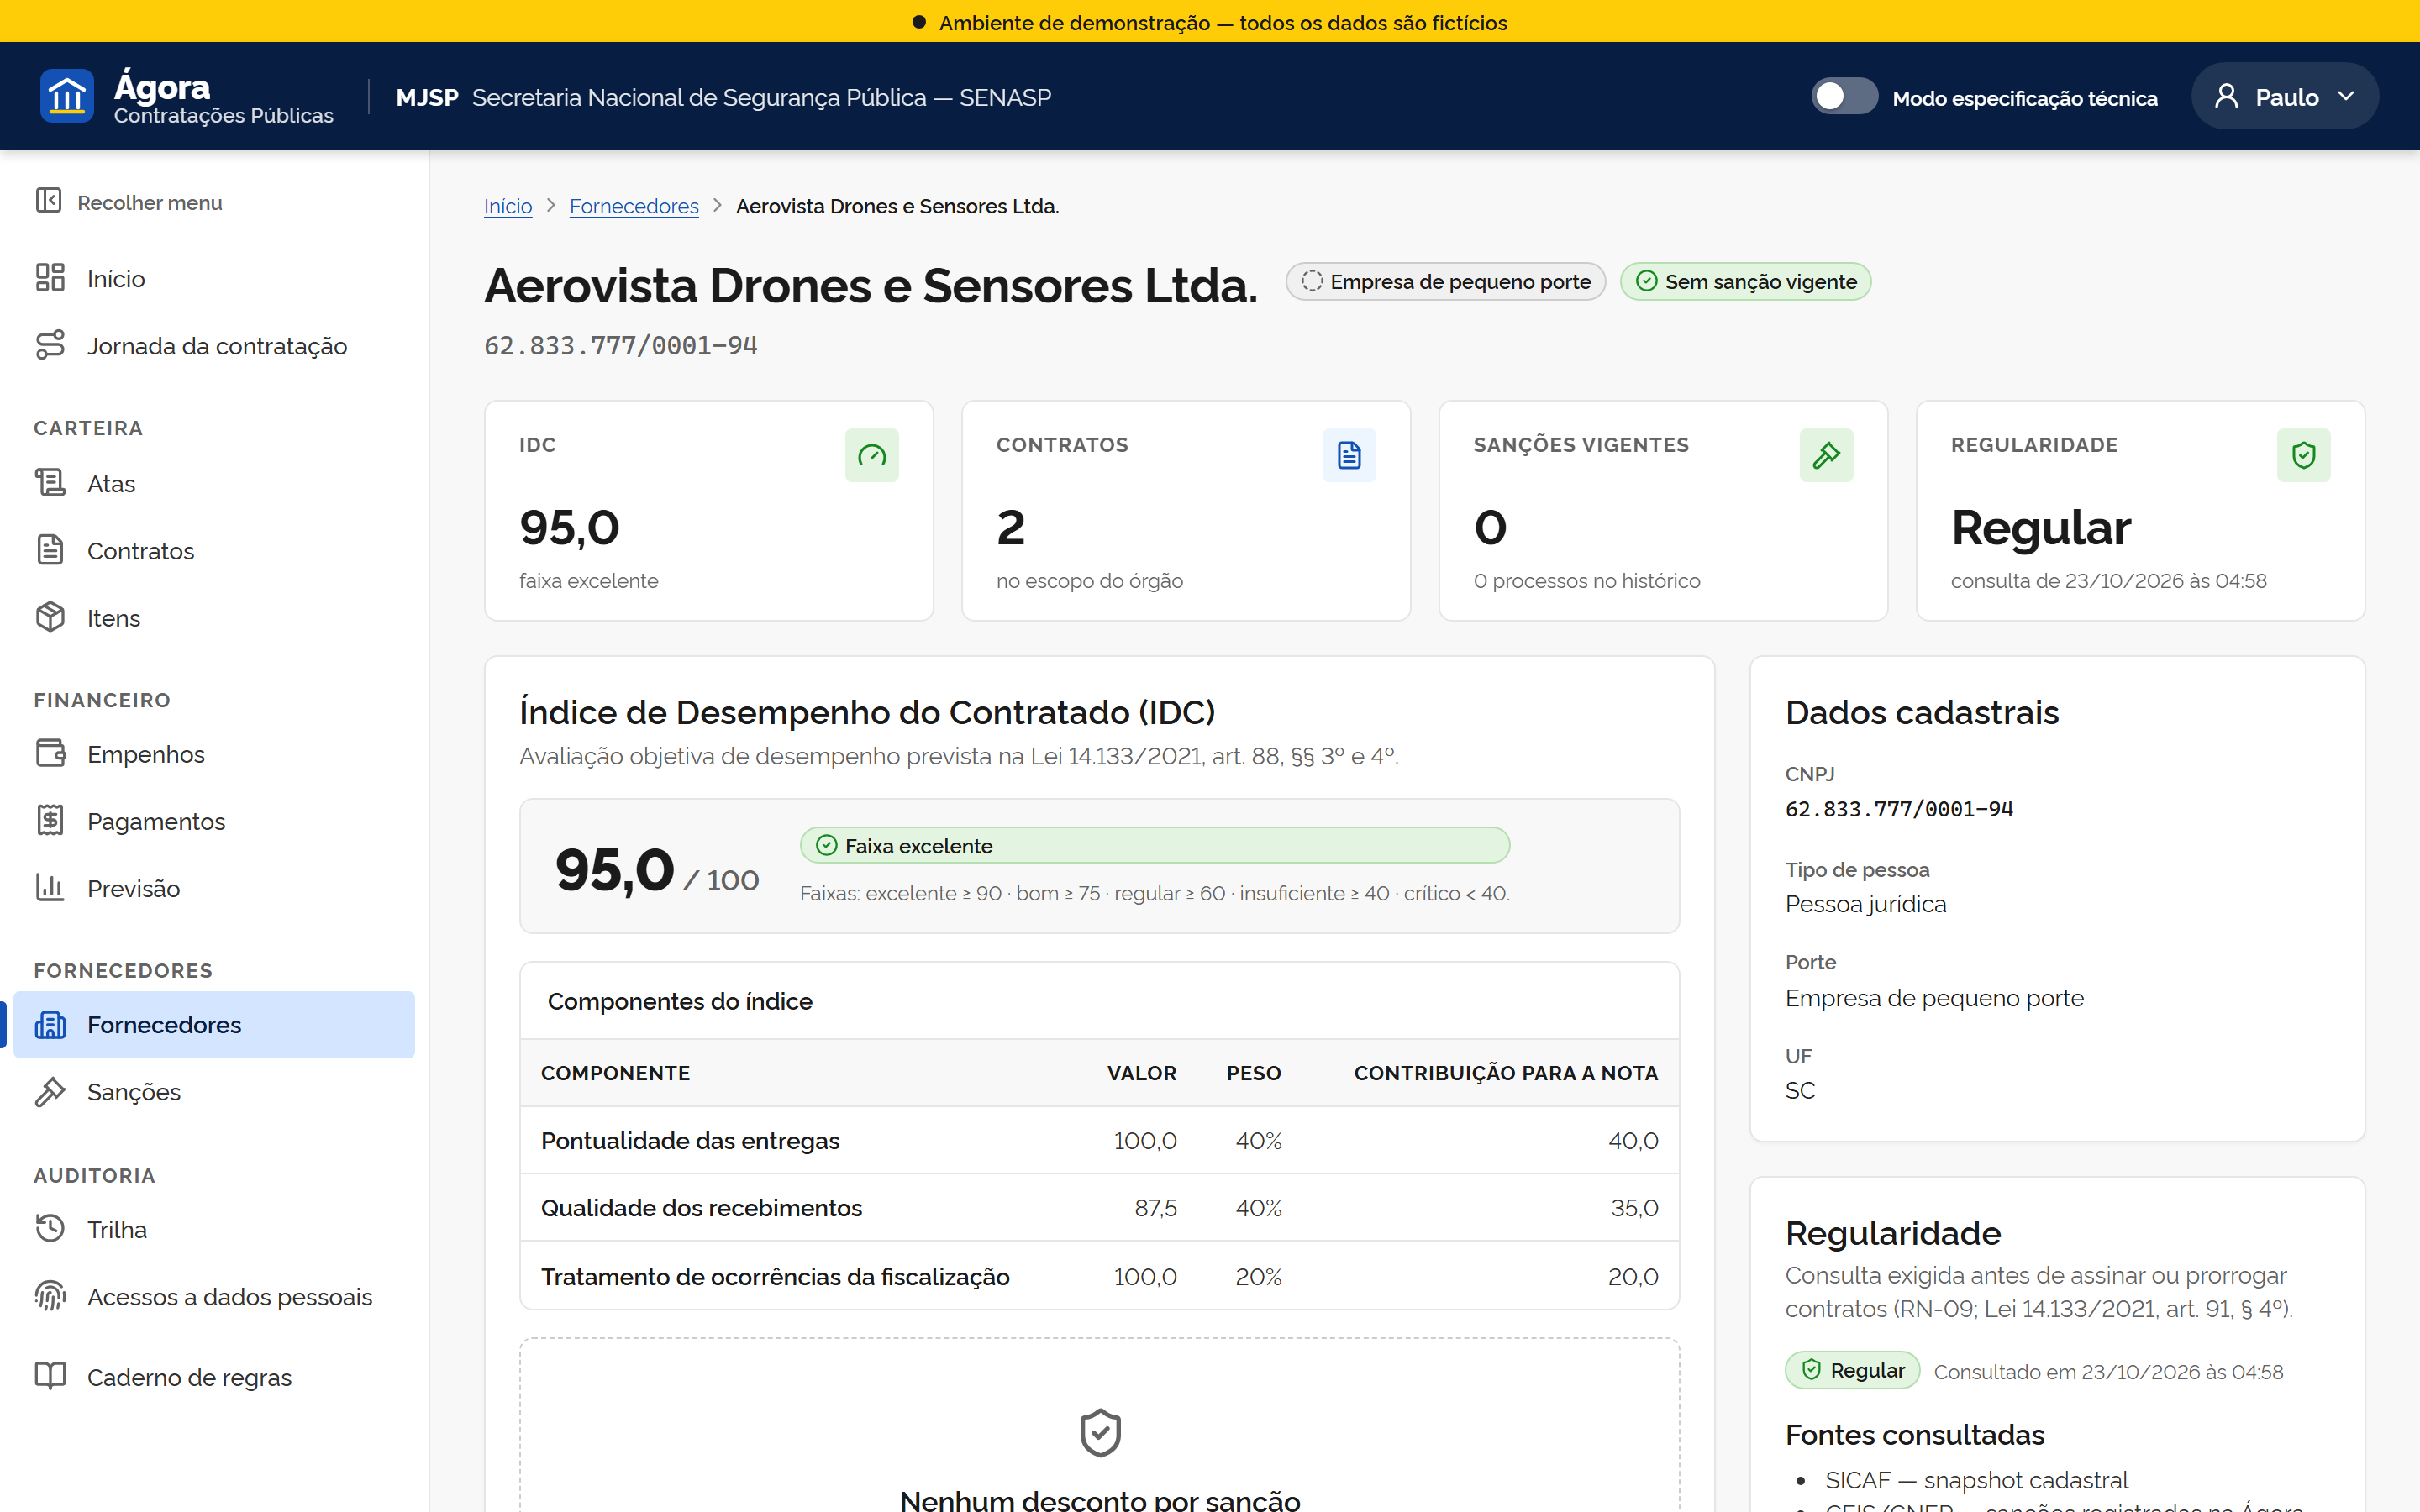 Ambiente de demonstração — todos os dados são fictícios
Ágora
Contratações Públicas
MJSP Secretaria Nacional de Segurança Pública — SENASP
Modo especificação técnica
Paulo
Recolher menu
Início
Jornada da contratação
CARTEIRA
Atas
Contratos
Itens
FINANCEIRO
Empenhos
Pagamentos
Previsão
FORNECEDORES
Fornecedores
Sanções
AUDITORIA
Trilha
Acessos a dados pessoais
Caderno de regras
Início > Fornecedores > Aerovista Drones e Sensores Ltda.
Aerovista Drones e Sensores Ltda.
Empresa de pequeno porte
Sem sanção vigente
62.833.777/0001-94
IDC
95,0
faixa excelente
CONTRATOS
2
no escopo do órgão
SANÇÕES VIGENTES
0
0 processos no histórico
REGULARIDADE
Regular
consulta de 23/10/2026 às 04:58
Índice de Desempenho do Contratado (IDC)
Avaliação objetiva de desempenho prevista na Lei 14.133/2021, art. 88, §§ 3º e 4º.
95,0 / 100
Faixa excelente
Faixas: excelente ≥ 90 · bom ≥ 75 · regular ≥ 60 · insuficiente ≥ 40 · crítico < 40.
Componentes do índice
COMPONENTE VALOR PESO CONTRIBUIÇÃO PARA A NOTA
Pontualidade das entregas 100,0 40% 40,0
Qualidade dos recebimentos 87,5 40% 35,0
Tratamento de ocorrências da fiscalização 100,0 20% 20,0
Nenhum desconto por sanção
Dados cadastrais
CNPJ
62.833.777/0001-94
Tipo de pessoa
Pessoa jurídica
Porte
Empresa de pequeno porte
UF
SC
Regularidade
Consulta exigida antes de assinar ou prorrogar
contratos (RN-09; Lei 14.133/2021, art. 91, § 4º).
Regular
Consultado em 23/10/2026 às 04:58
Fontes consultadas
• SICAF — snapshot cadastral
• CEIS/CNEP — sanções registradas na Ágora